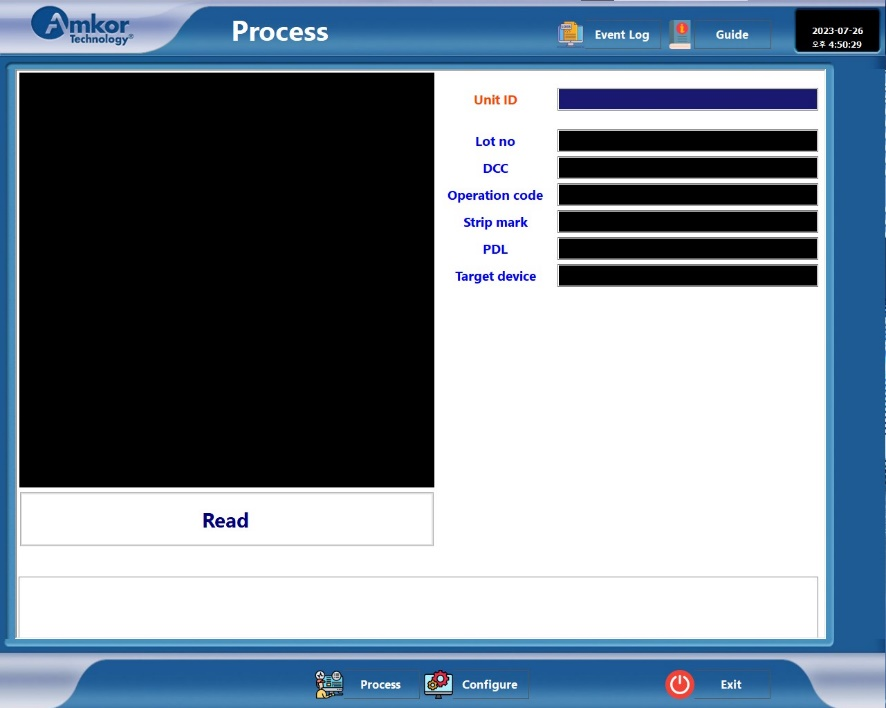 Amkor
Technology®
Process
Event Log
Guide
2023-07-26
오후 4:50:29
Unit ID
Lot no
DCC
Operation code
Strip mark
PDL
Target device
Read
Process
Configure
Exit